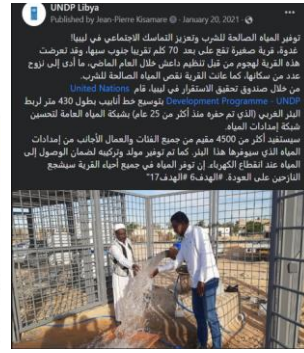 UNDP Libya
Published by Jean-Pierre Kisamare · January 20, 2021 ·
توفير المياه الصالحة للشرب وتعزيز التماسك الاجتماعي في ليبيا!
غدوة، قرية صغيرة تقع على بعد 70 كلم تقريبا جنوب سبها، وقد تعرضت
هذه القرية لهجوم من قبل تنظيم داعش خلال العام الماضي، ما أدى إلى نزوح
عدد من سكانها، كما عانت القرية نقص المياه الصالحة للشرب.
من خلال صندوق تحقيق الاستقرار في ليبيا، قام United Nations
Development Programme - UNDP بتوسيع خط أنابيب بطول 430 متر لربط
البئر الغربي (الذي تم حفره منذ أكثر من 25 عام) بشبكة المياه العامة لتحسين
شبكة إمدادات المياه.
سيستفيد أكثر من 4500 مقيم من جميع الفئات والعمال الأجانب من إمدادات
المياه الذي سيوفرها هذا البئر. كما تم توفير مولد وتركيبه لضمان الوصول إلى
المياه عند انقطاع الكهرباء. إن توفر المياه في جميع أحياء القرية سيشجع
النازحين على العودة. #الهدف6 #الهدف17"